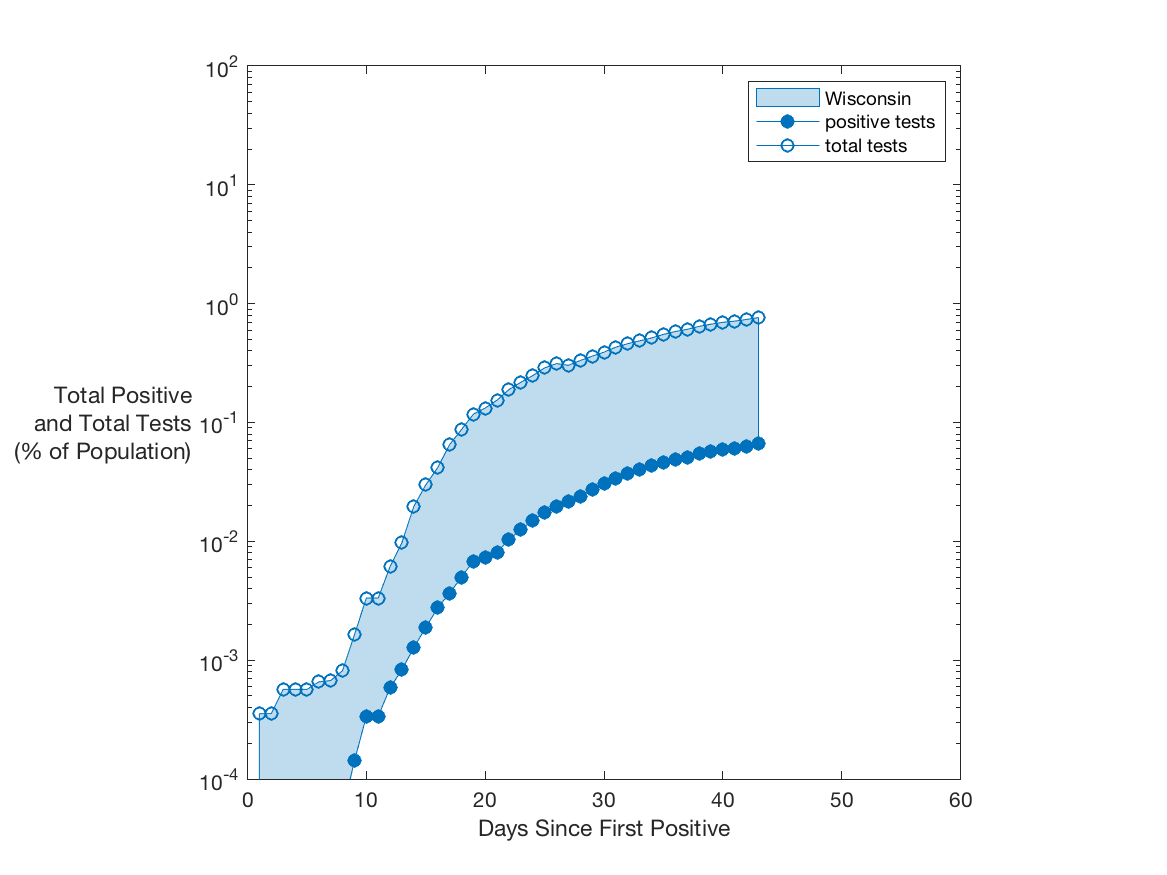 10^2
10^1
10^0
10^-1
10^-2
10^-3
10^-4
Total Positive
and Total Tests
(% of Population)
Wisconsin
positive tests
total tests
0 10 20 30 40 50 60
Days Since First Positive